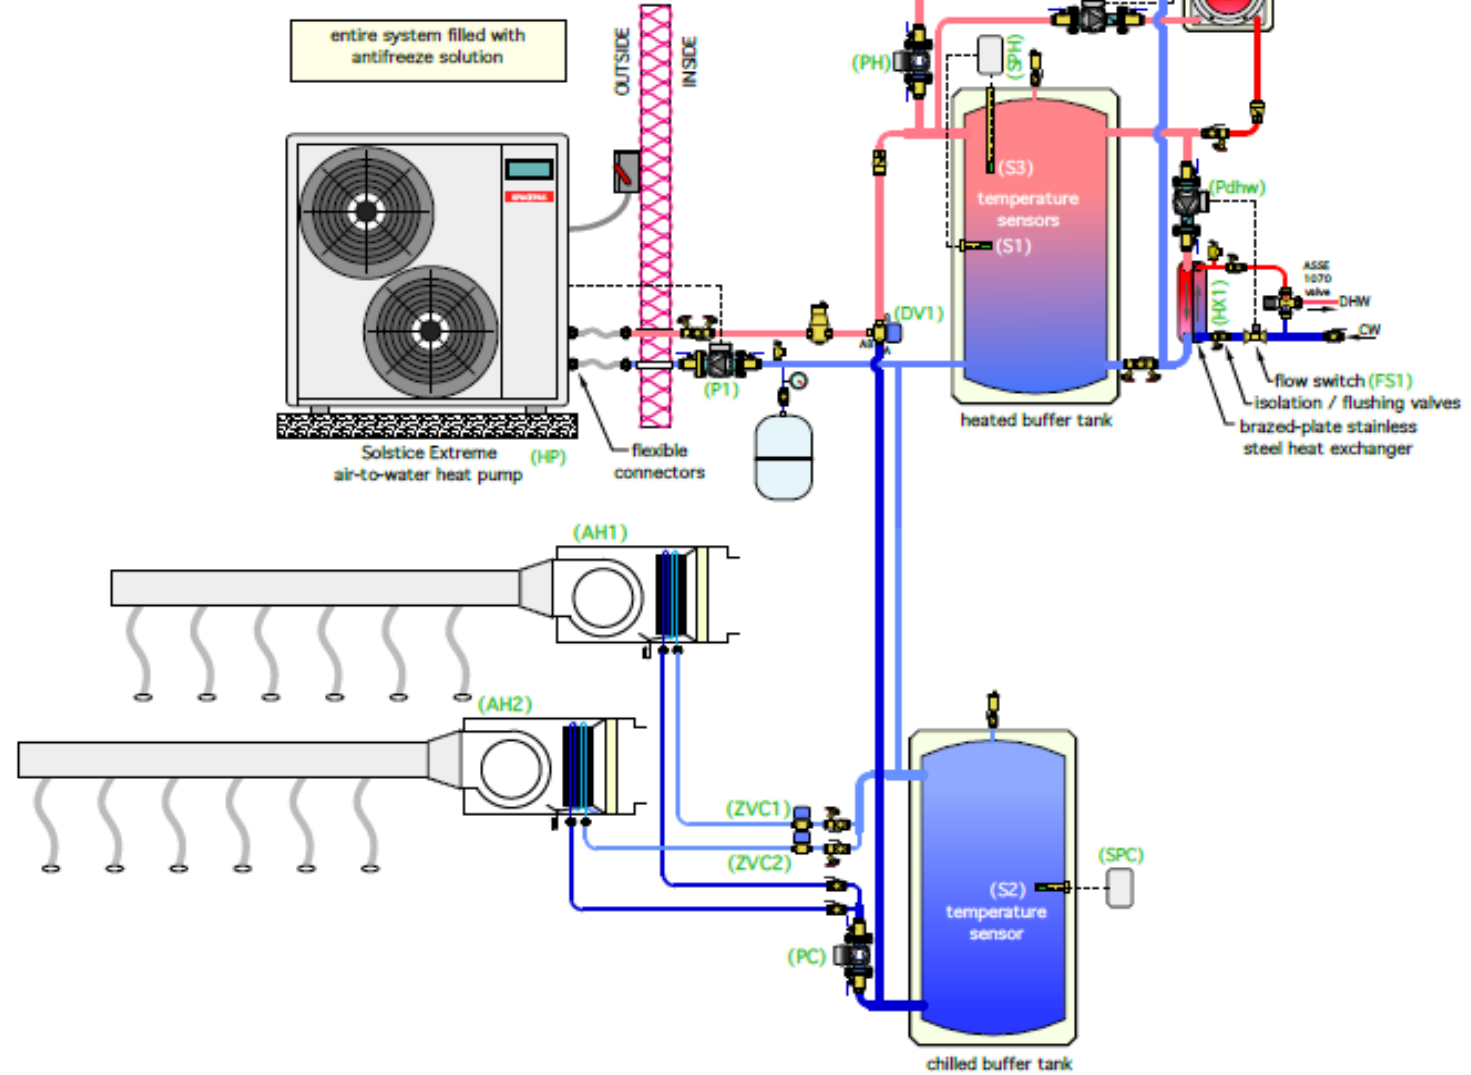 entire system filled with
antifreeze solution
OUTSIDE
INSIDE
(PH)
(SPH)
(S3)
temperature
sensors
(S1)
(Pdhw)
ASSE
1070
valve
DHW
CW
(HX1)
(DV1)
AB
A
(P1)
flow switch (FS1)
isolation / flushing valves
brazed-plate stainless
steel heat exchanger
heated buffer tank
Solstice Extreme
air-to-water heat pump
(HP)
flexible
connectors
(AH1)
(AH2)
(ZVC1)
(ZVC2)
(SPC)
(S2)
temperature
sensor
(PC)
chilled buffer tank